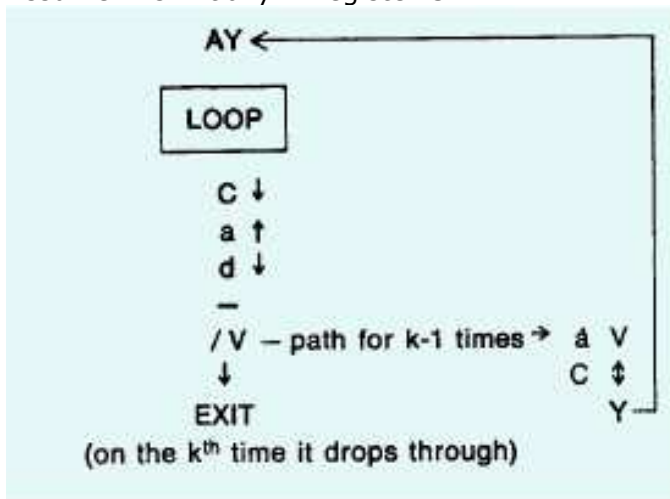 AY ←
LOOP
C ↓
a ↑
d ↓
–
/ V – path for k-1 times → á V
↓ C ↕
EXIT Y
(on the kth time it drops through)